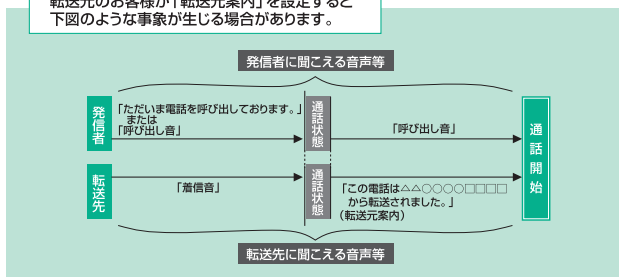 転送元のお客様が「転送元案内」を設定すると
下図のような事象が生じる場合があります。
発信者に聞こえる音声等
発信者
「ただいま電話を呼び出しております。」
または
「呼び出し音」
通話状態
「呼び出し音」
通話開始
転送先
「着信音」
通話状態
「この電話は△△○○○○□□□□
から転送されました。」
（転送元案内）
転送先に聞こえる音声等